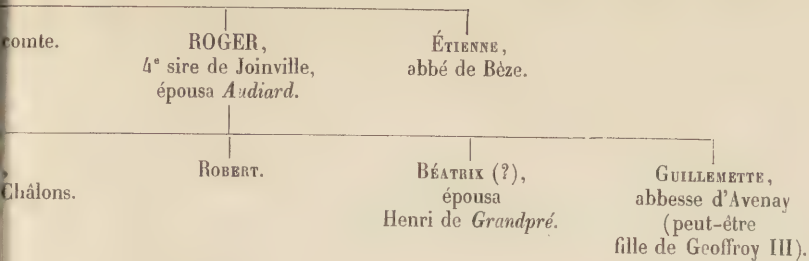 comte.
ROGER,
4e sire de Joinville,
épousa Audiard.
Étienne,
abbé de Bèze.
Châlons.
Robert.
Béatrix (?),
épousa
Henri de Grandpré.
Guillemette,
abbesse d'Avenay
(peut-être
fille de Geoffroy III).